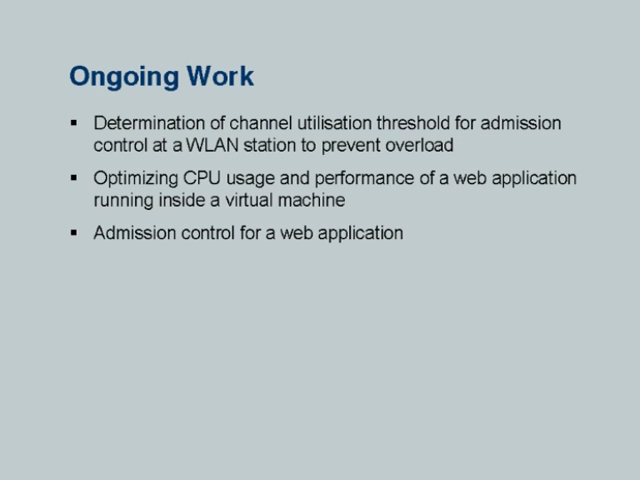 Ongoing Work
▪ Determination of channel utilisation threshold for admission
control at a WLAN station to prevent overload
▪ Optimizing CPU usage and performance of a web application
running inside a virtual machine
▪ Admission control for a web application